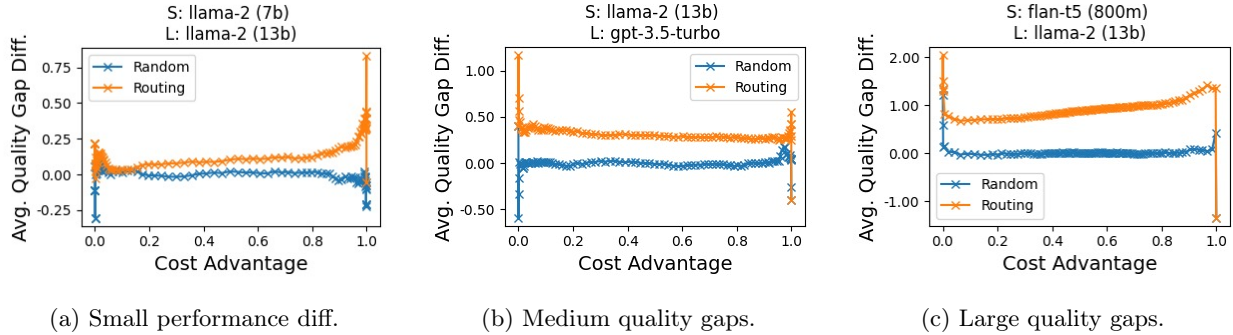 S: llama-2 (7b)
L: llama-2 (13b)
Avg. Quality Gap Diff.
0.75
0.50
0.25
0.00
-0.25
Random
Routing
0.0 0.2 0.4 0.6 0.8 1.0
Cost Advantage
(a) Small performance diff.
S: llama-2 (13b)
L: gpt-3.5-turbo
Avg. Quality Gap Diff.
1.00
0.50
0.00
-0.50
Random
Routing
0.0 0.2 0.4 0.6 0.8 1.0
Cost Advantage
(b) Medium quality gaps.
S: flan-t5 (800m)
L: llama-2 (13b)
Avg. Quality Gap Diff.
2.00
1.00
0.00
-1.00
Random
Routing
0.0 0.2 0.4 0.6 0.8 1.0
Cost Advantage
(c) Large quality gaps.